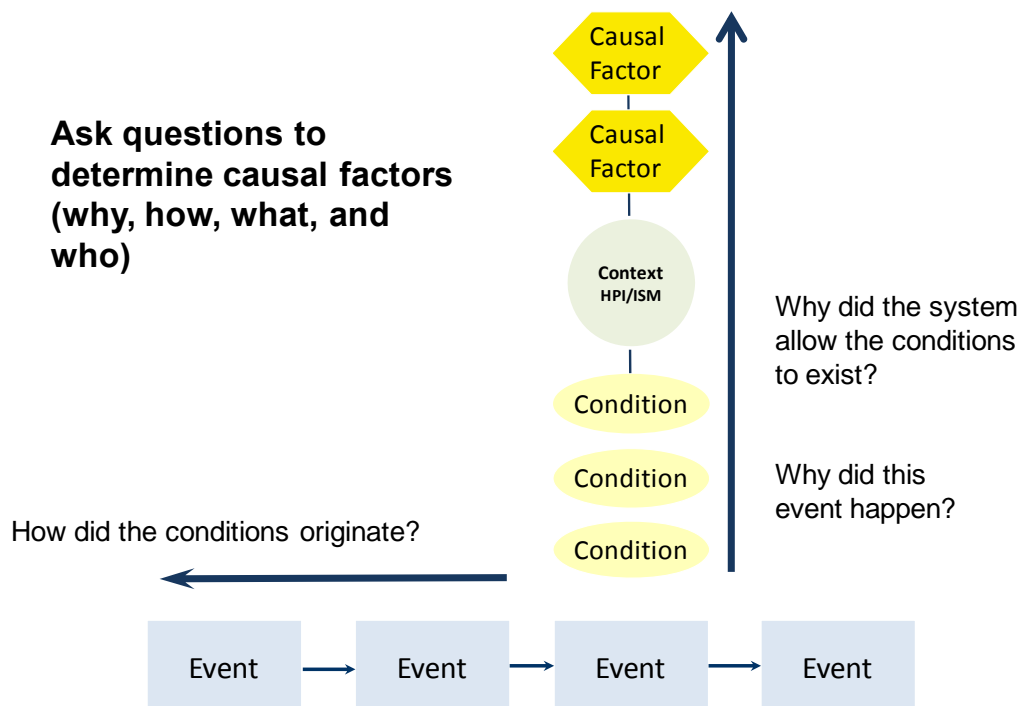 Causal
Factor
Ask questions to
determine causal factors
(why, how, what, and
who)
Causal
Factor
Context
HPI/ISM
Why did the system
allow the conditions
to exist?
Condition
Condition
Why did this
event happen?
How did the conditions originate?
Condition
Event
Event
Event
Event